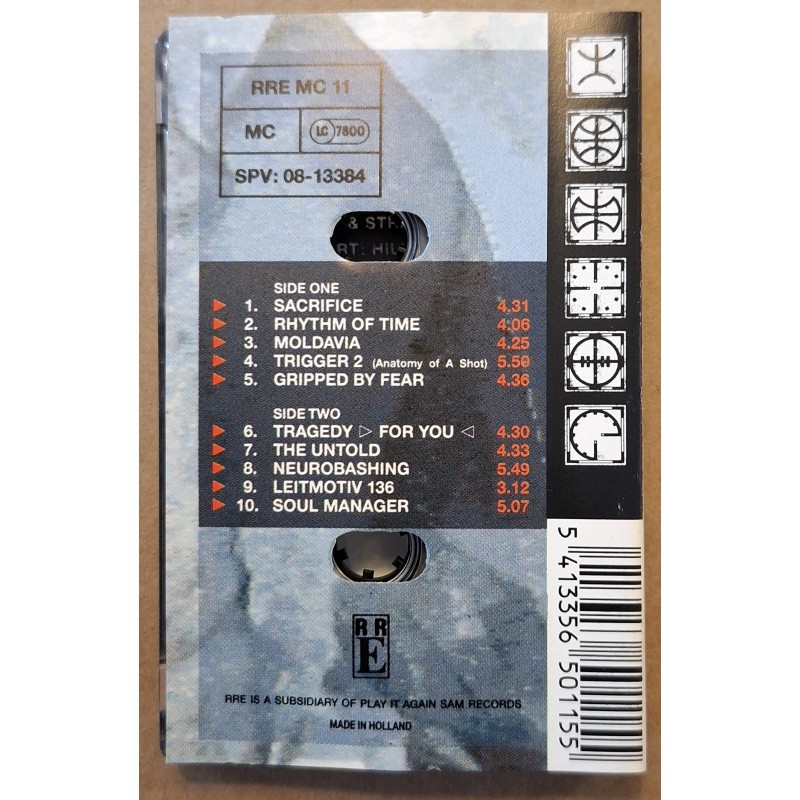 RRE MC 11
MC LC 7800
SPV: 08-13384
& STR
RT: HIL
SIDE ONE
1. SACRIFICE 4.31
2. RHYTHM OF TIME 4.06
3. MOLDAVIA 4.25
4. TRIGGER 2 (Anatomy of A Shot) 5.50
5. GRIPPED BY FEAR 4.36
SIDE TWO
6. TRAGEDY ▷ FOR YOU ◁ 4.30
7. THE UNTOLD 4.33
8. NEUROBASHING 5.49
9. LEITMOTIV 136 3.12
10. SOUL MANAGER 5.07
RRE
RRE IS A SUBSIDIARY OF PLAY IT AGAIN SAM RECORDS
MADE IN HOLLAND
5 413356 501155